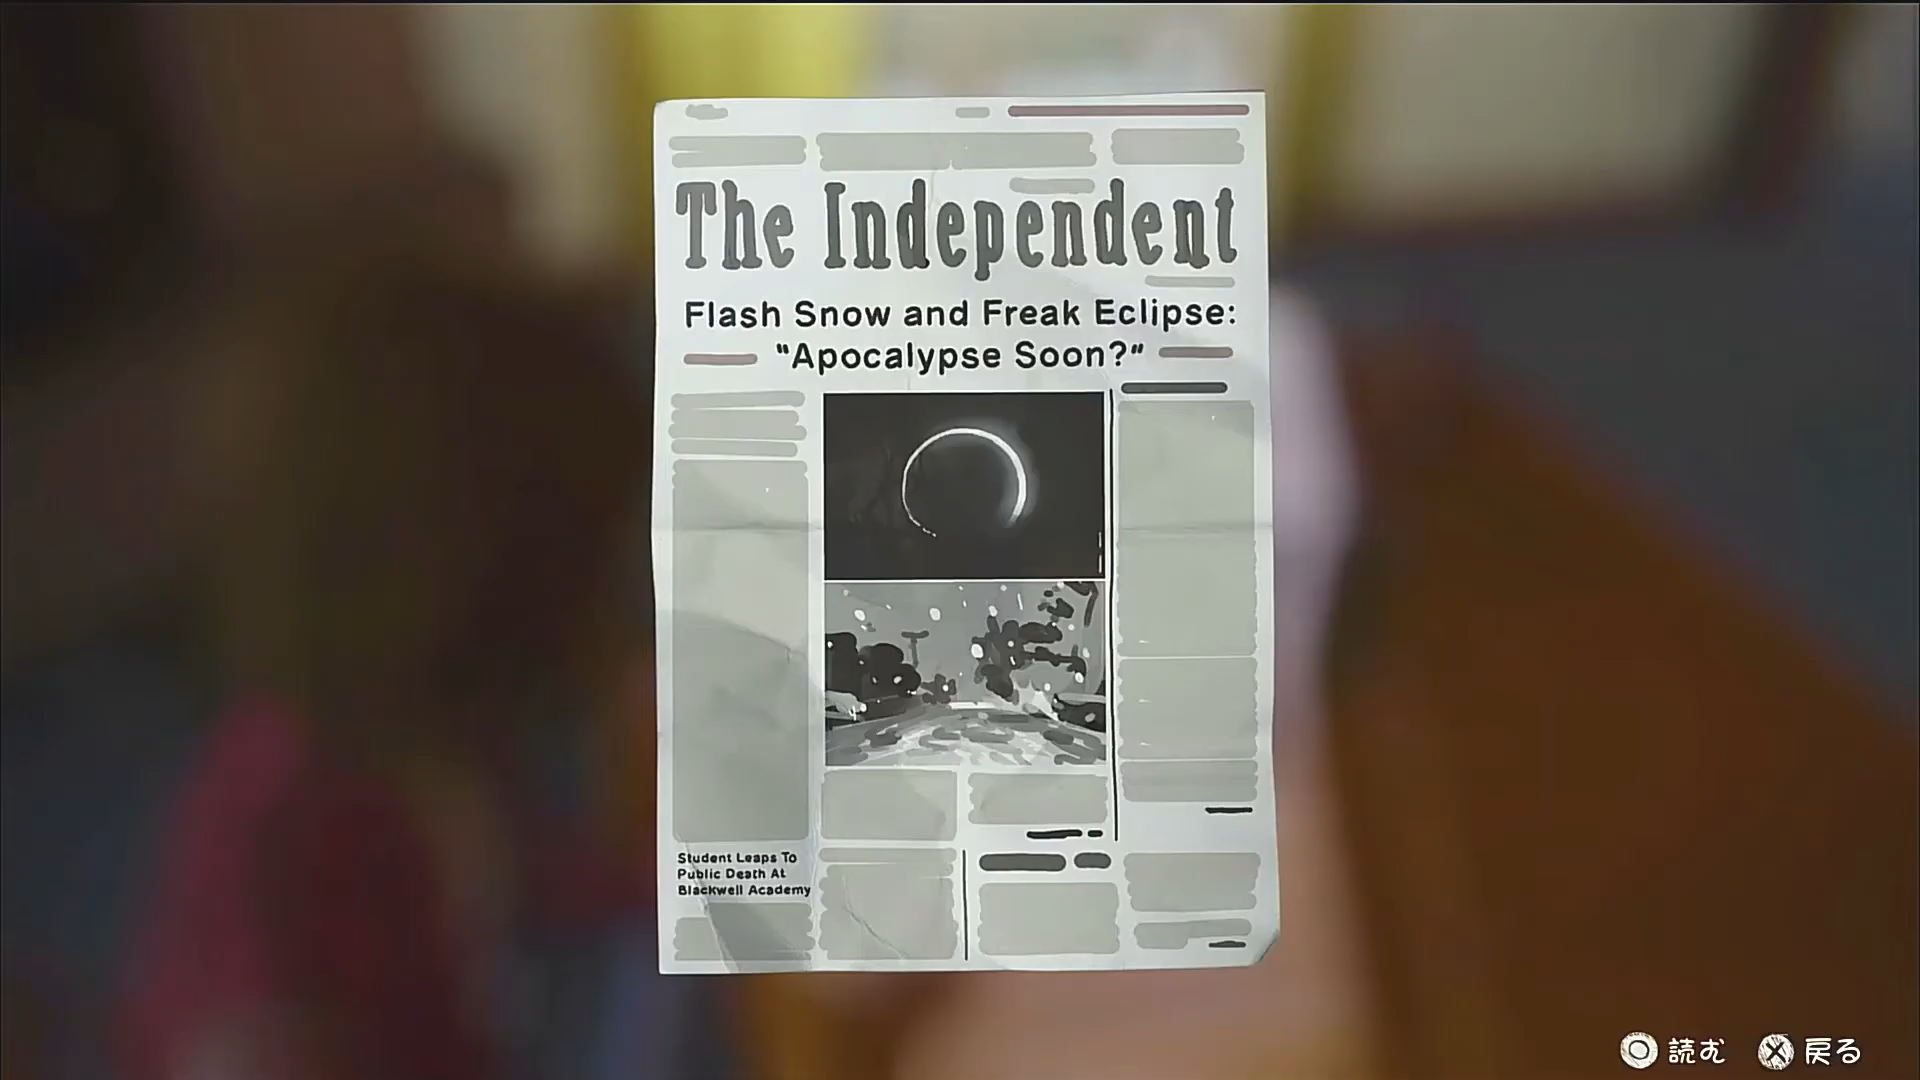 The Independent
Flash Snow and Freak Eclipse:
"Apocalypse Soon?"
Student Leaps To
Public Death At
Blackwell Academy
読む 戻る